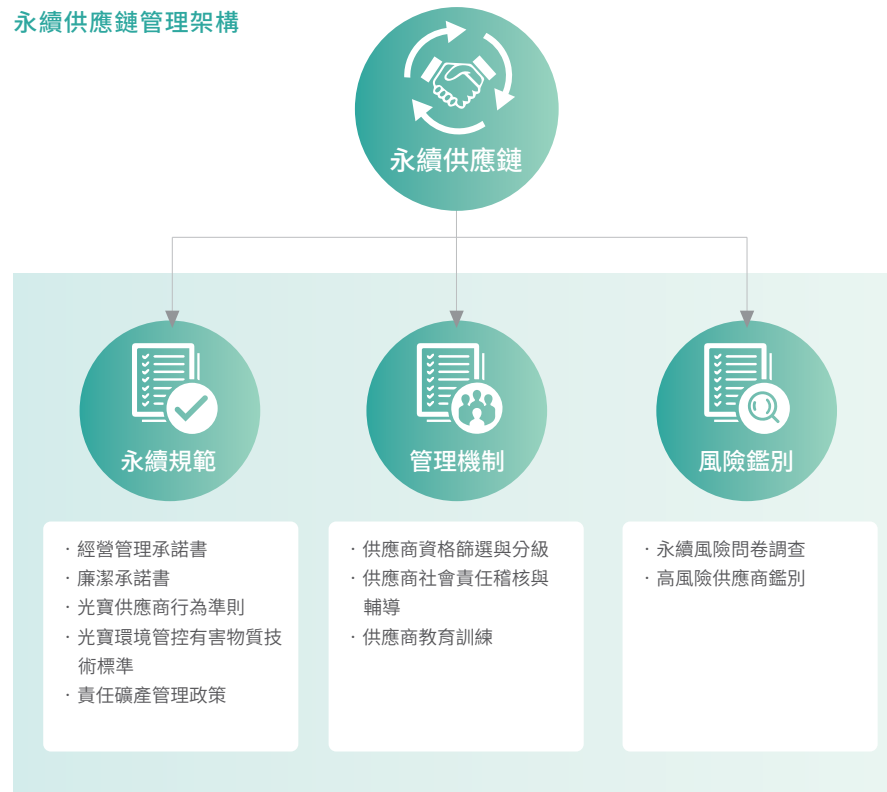 永續供應鏈管理架構
永續供應鏈
永續規範
管理機制
風險鑑別
· 經營管理承諾書
· 廉潔承諾書
· 光寶供應商行為準則
· 光寶環境管控有害物質技
術標準
· 責任礦產管理政策
· 供應商資格篩選與分級
· 供應商社會責任稽核與
輔導
· 供應商教育訓練
· 永續風險問卷調查
· 高風險供應商鑑別